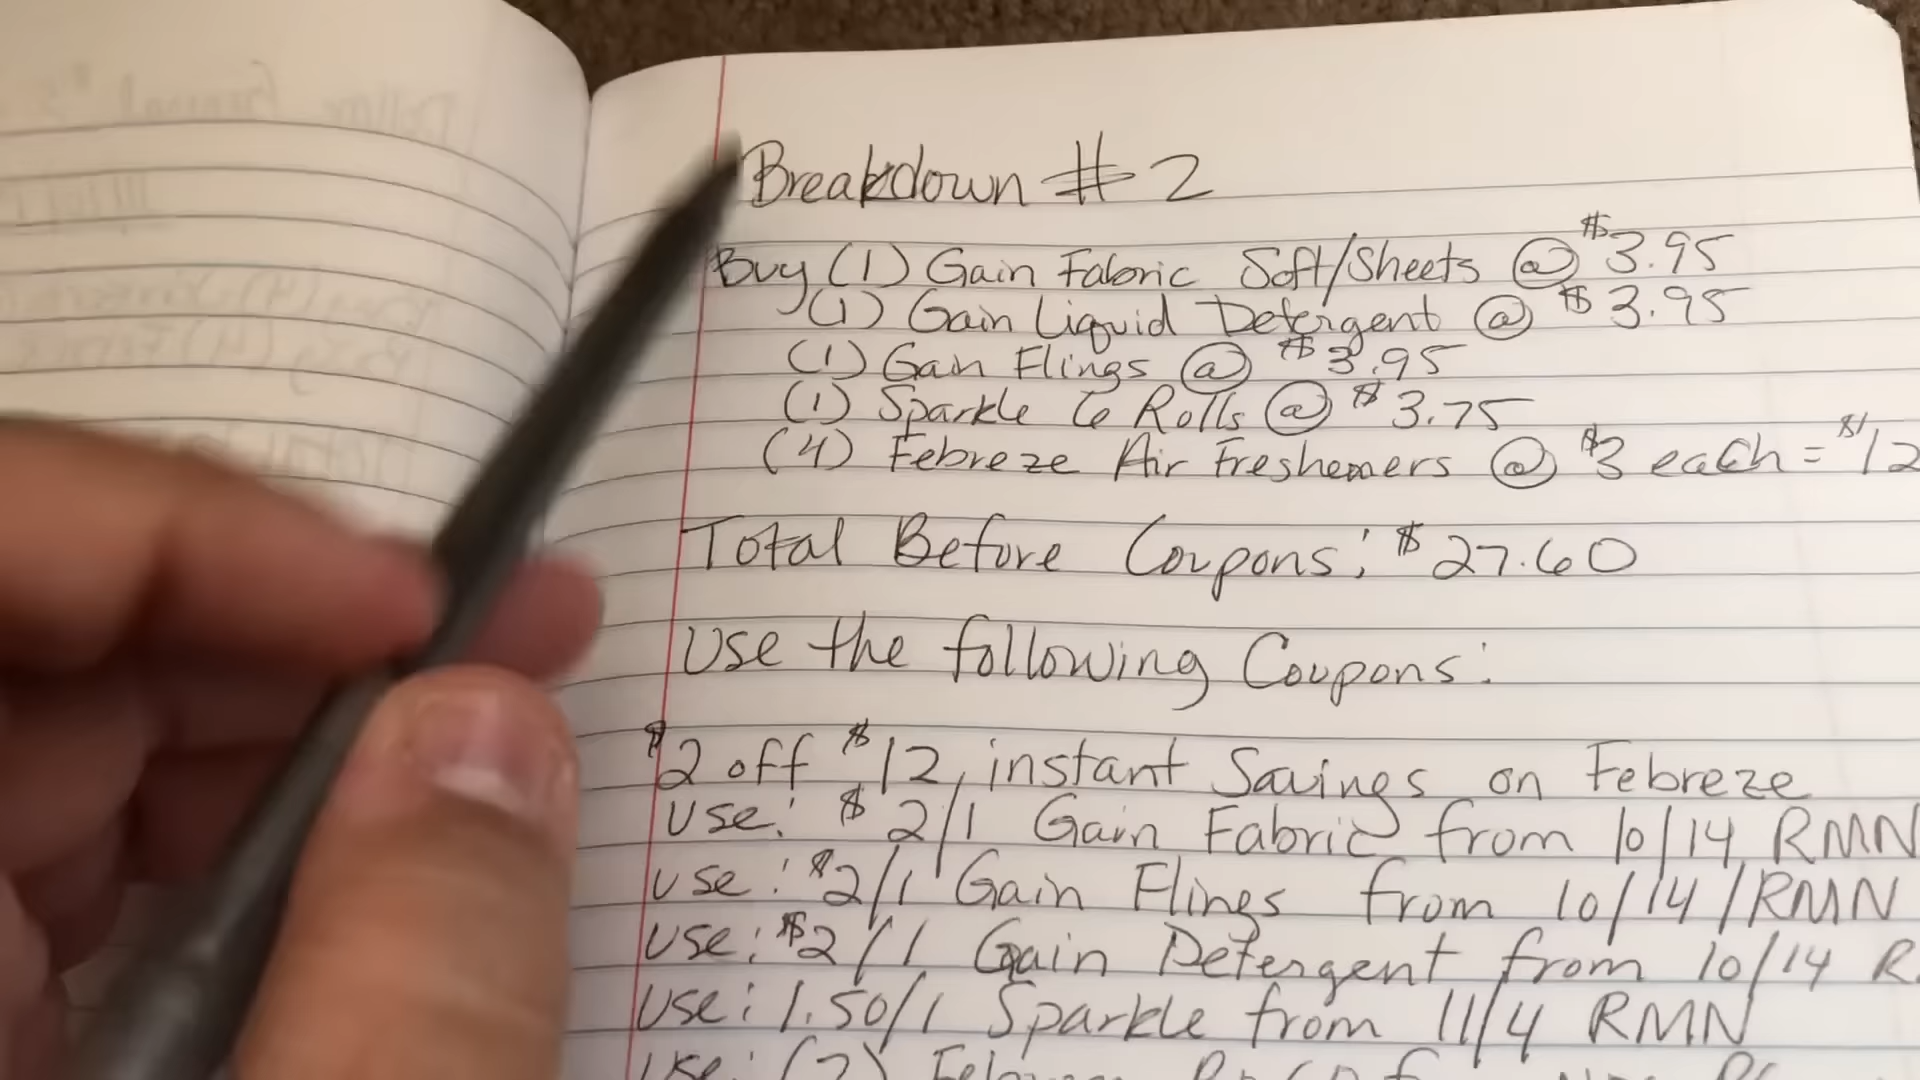 Breakdown # 2
Buy (1) Gain Fabric Soft/Sheets @ $3.95
(1) Gain Liquid Detergent @ $3.95
(1) Gain Flings @ $3.95
(1) Sparkle 6 Rolls @ $3.75
(4) Febreze Air Freshemers @ $3 each = $12
Total Before Coupons: $27.60
Use the following Coupons:
$2 off $12, instant Savings on Febreze
Use: $2/1 Gain Fabric from 10/14 RMN
Use: $2/1 Gain Flings from 10/14/RMN
Use: $2/1 Gain Detergent from 10/14 R
Use: 1.50/1 Sparkle from 11/4 RMN
Use: (2)